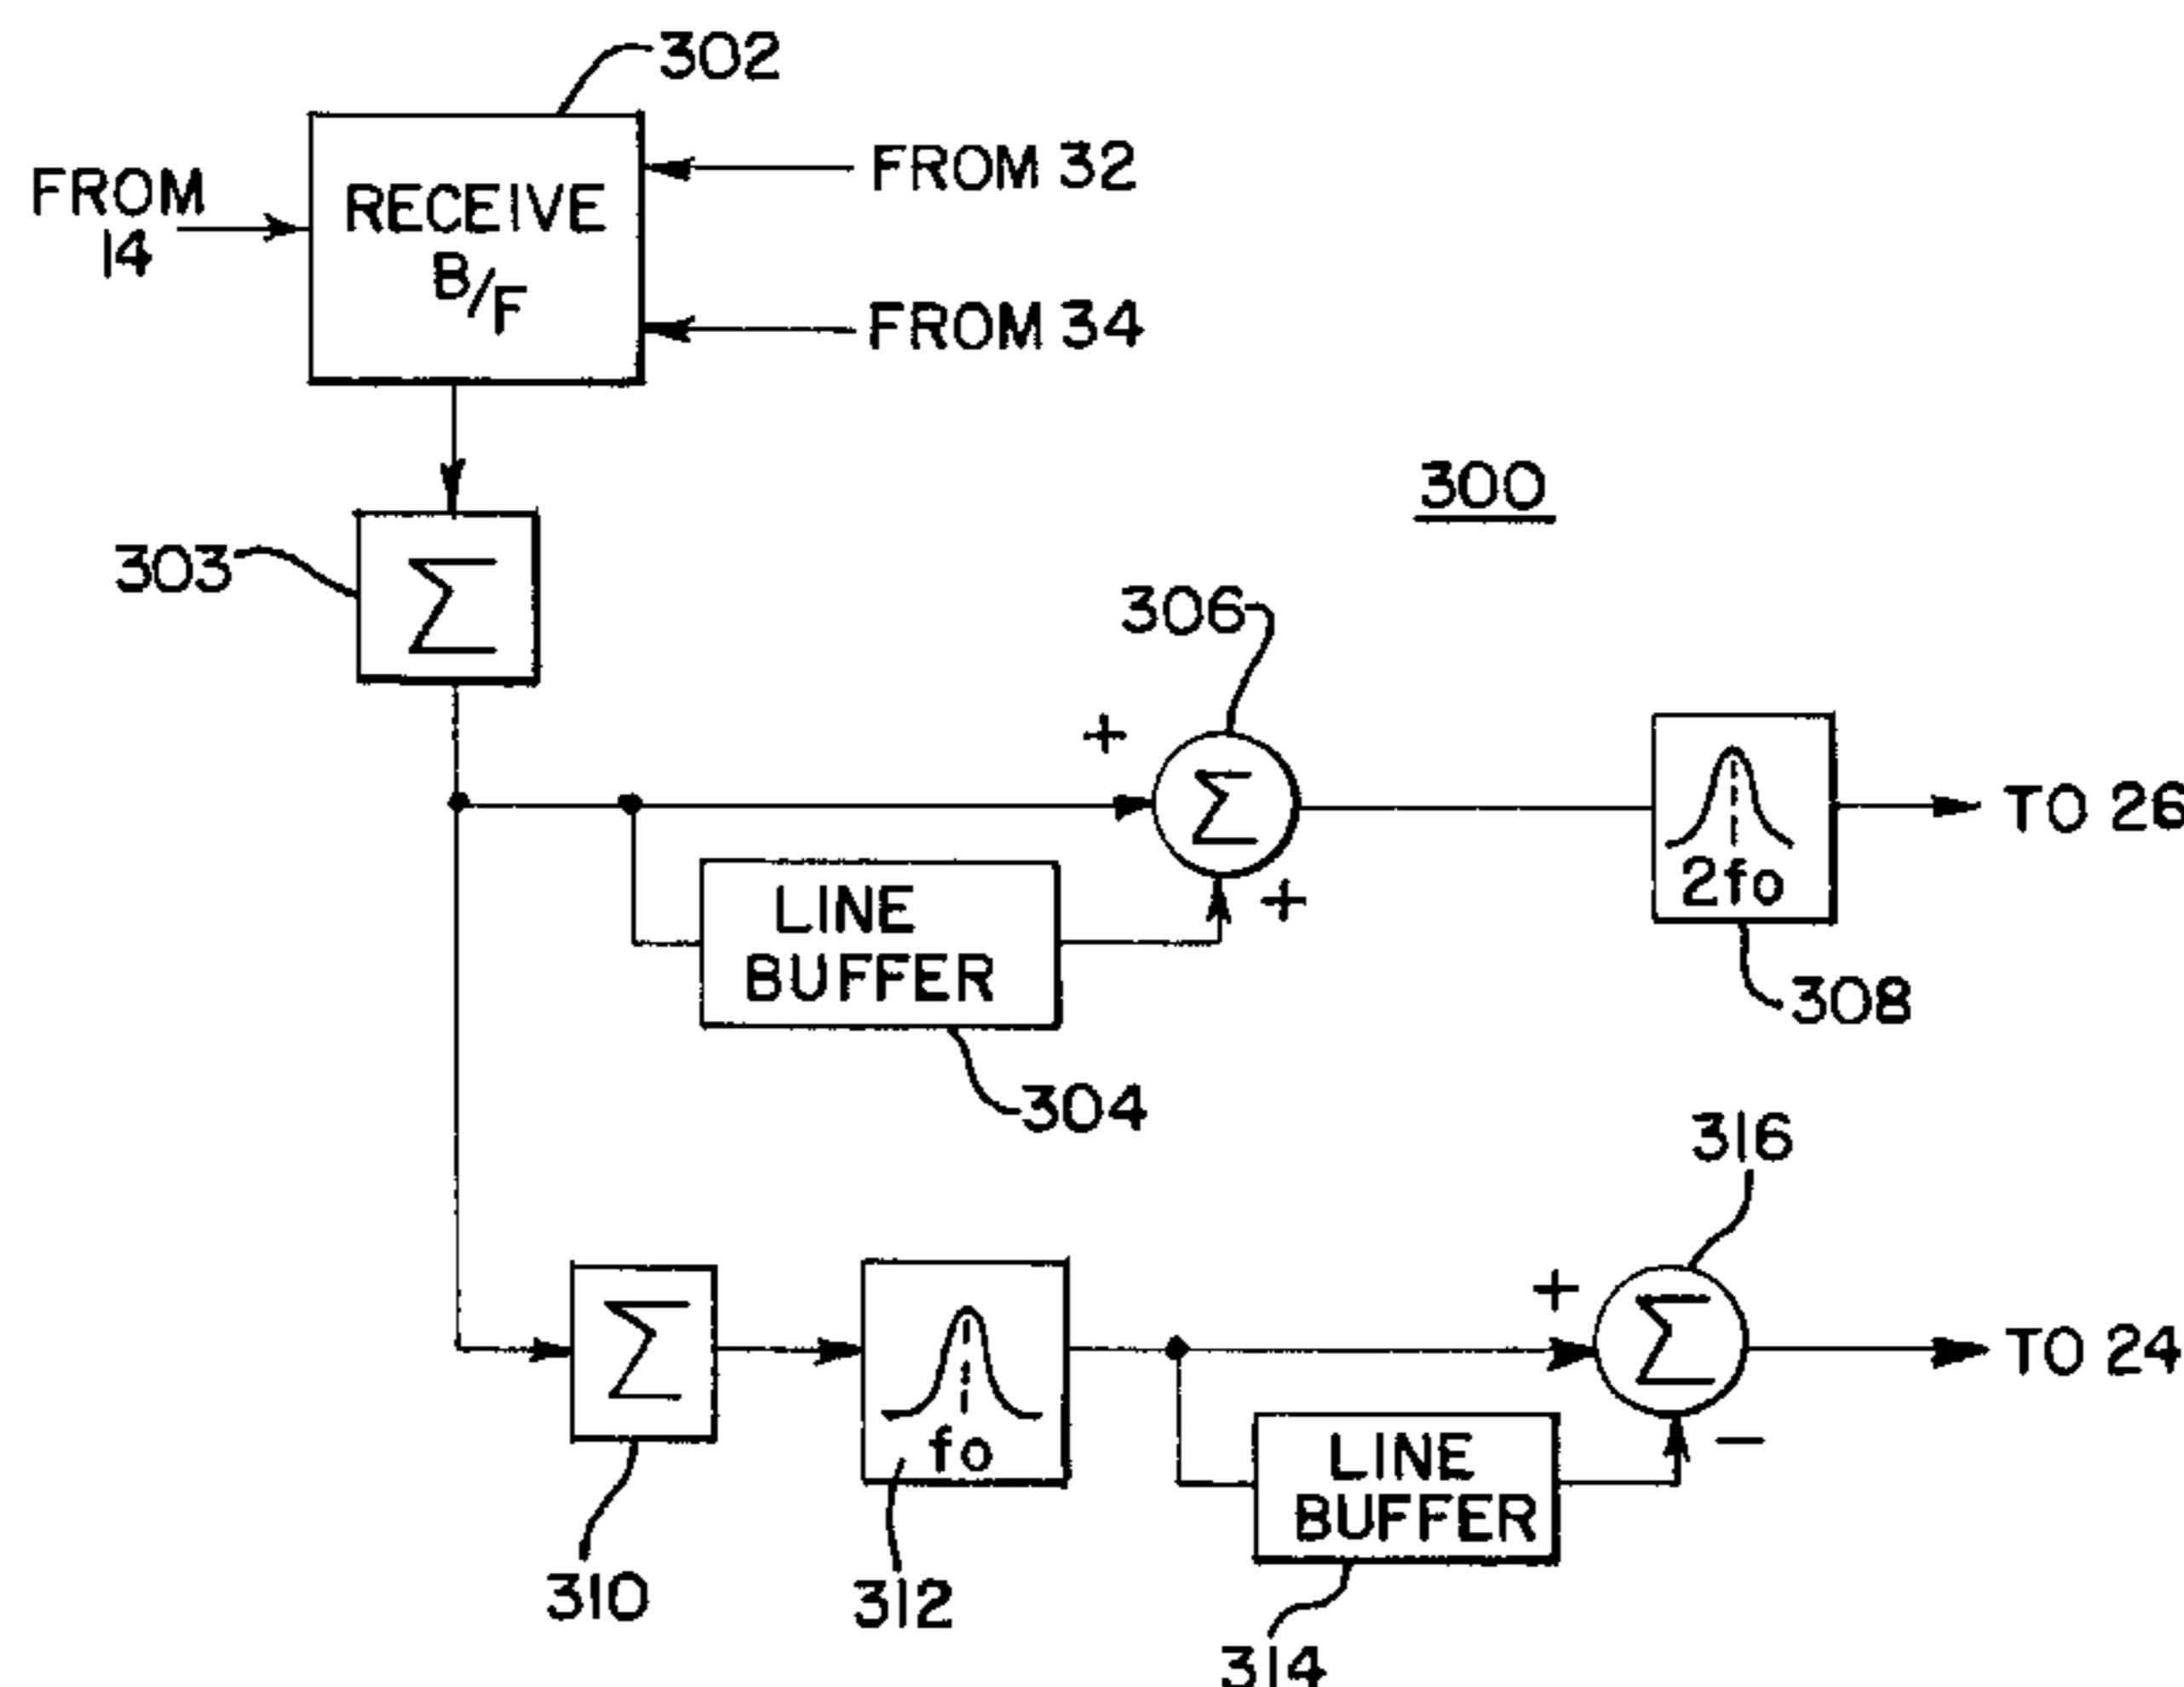 302
FROM 32
FROM
14
RECEIVE
B/F
FROM 34
300
303
Σ
306
+
Σ
+
2fo
TO 26
LINE
BUFFER
308
304
316
+
Σ
Σ
fo
TO 24
−
LINE
BUFFER
310
312
314